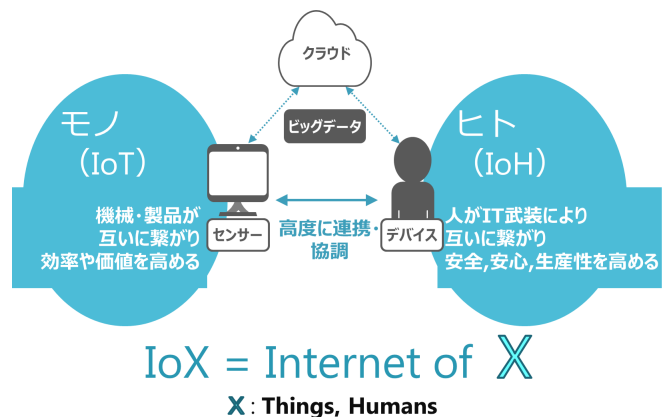 クラウド
ビッグデータ
モノ
（IoT）
機械・製品が
互いに繋がり
効率や価値を高める
センサー
高度に連携・
協調
デバイス
ヒト
（IoH）
人がIT武装により
互いに繋がり
安全,安心,生産性を高める
IoX = Internet of X
X : Things, Humans